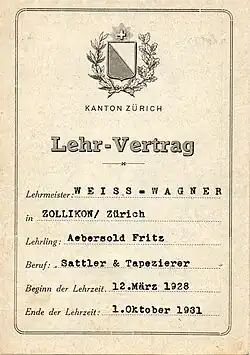 KANTON ZÜRICH
Lehr-Vertrag
Lehrmeister: WEISS-WAGNER
in ZOLLIKON/ Zürich
Lehrling: Aebersold Fritz
Beruf: Sattler & Tapezierer
Beginn der Lehrzeit: 12.März 1928
Ende der Lehrzeit: 1.Oktober 1931